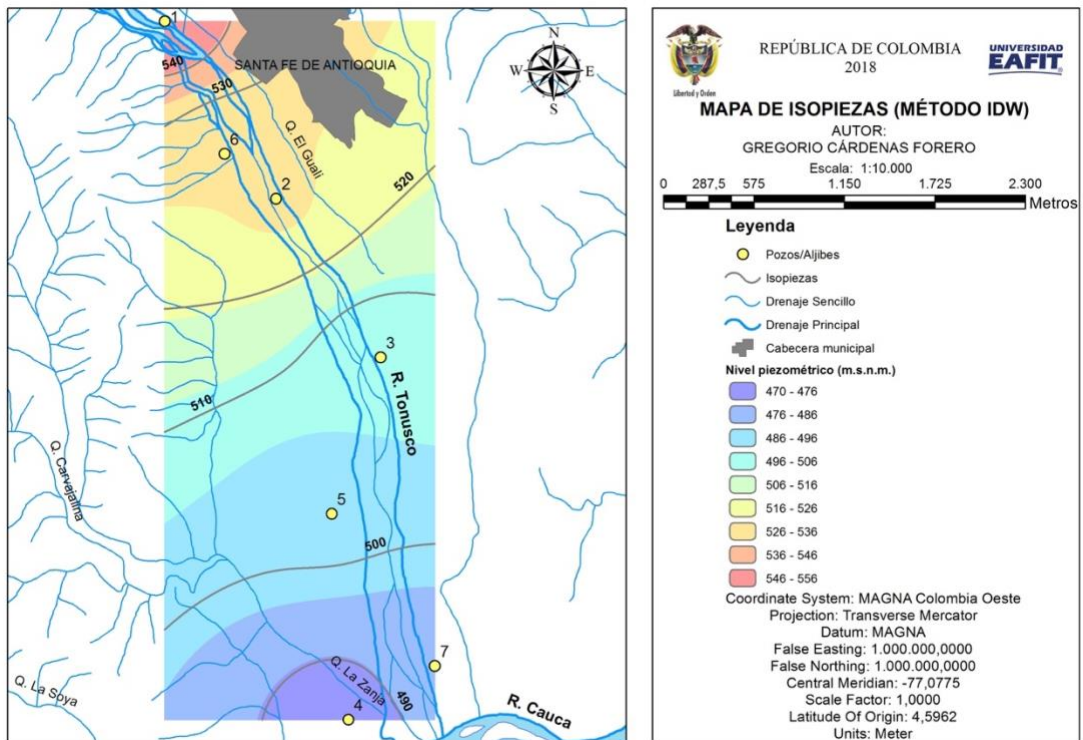 1
SANTA FE DE ANTIOQUIA
540
530
Q. El Gualí
6
2
520
N
W E
S
3
R. Tonusco
510
Q. Carvajalina
5
500
7
Q. La Zanja
490
Q. La Soya
4
R. Cauca
Libertad y Orden
REPÚBLICA DE COLOMBIA
2018
UNIVERSIDAD
EAFIT
MAPA DE ISOPIEZAS (MÉTODO IDW)
AUTOR:
GREGORIO CÁRDENAS FORERO
Escala: 1:10.000
0 287,5 575 1.150 1.725 2.300
Metros
Leyenda
Pozos/Aljibes
Isopiezas
Drenaje Sencillo
Drenaje Principal
Cabecera municipal
Nivel piezométrico (m.s.n.m.)
470 - 476
476 - 486
486 - 496
496 - 506
506 - 516
516 - 526
526 - 536
536 - 546
546 - 556
Coordinate System: MAGNA Colombia Oeste
Projection: Transverse Mercator
Datum: MAGNA
False Easting: 1.000.000,0000
False Northing: 1.000.000,0000
Central Meridian: -77,0775
Scale Factor: 1,0000
Latitude Of Origin: 4,5962
Units: Meter